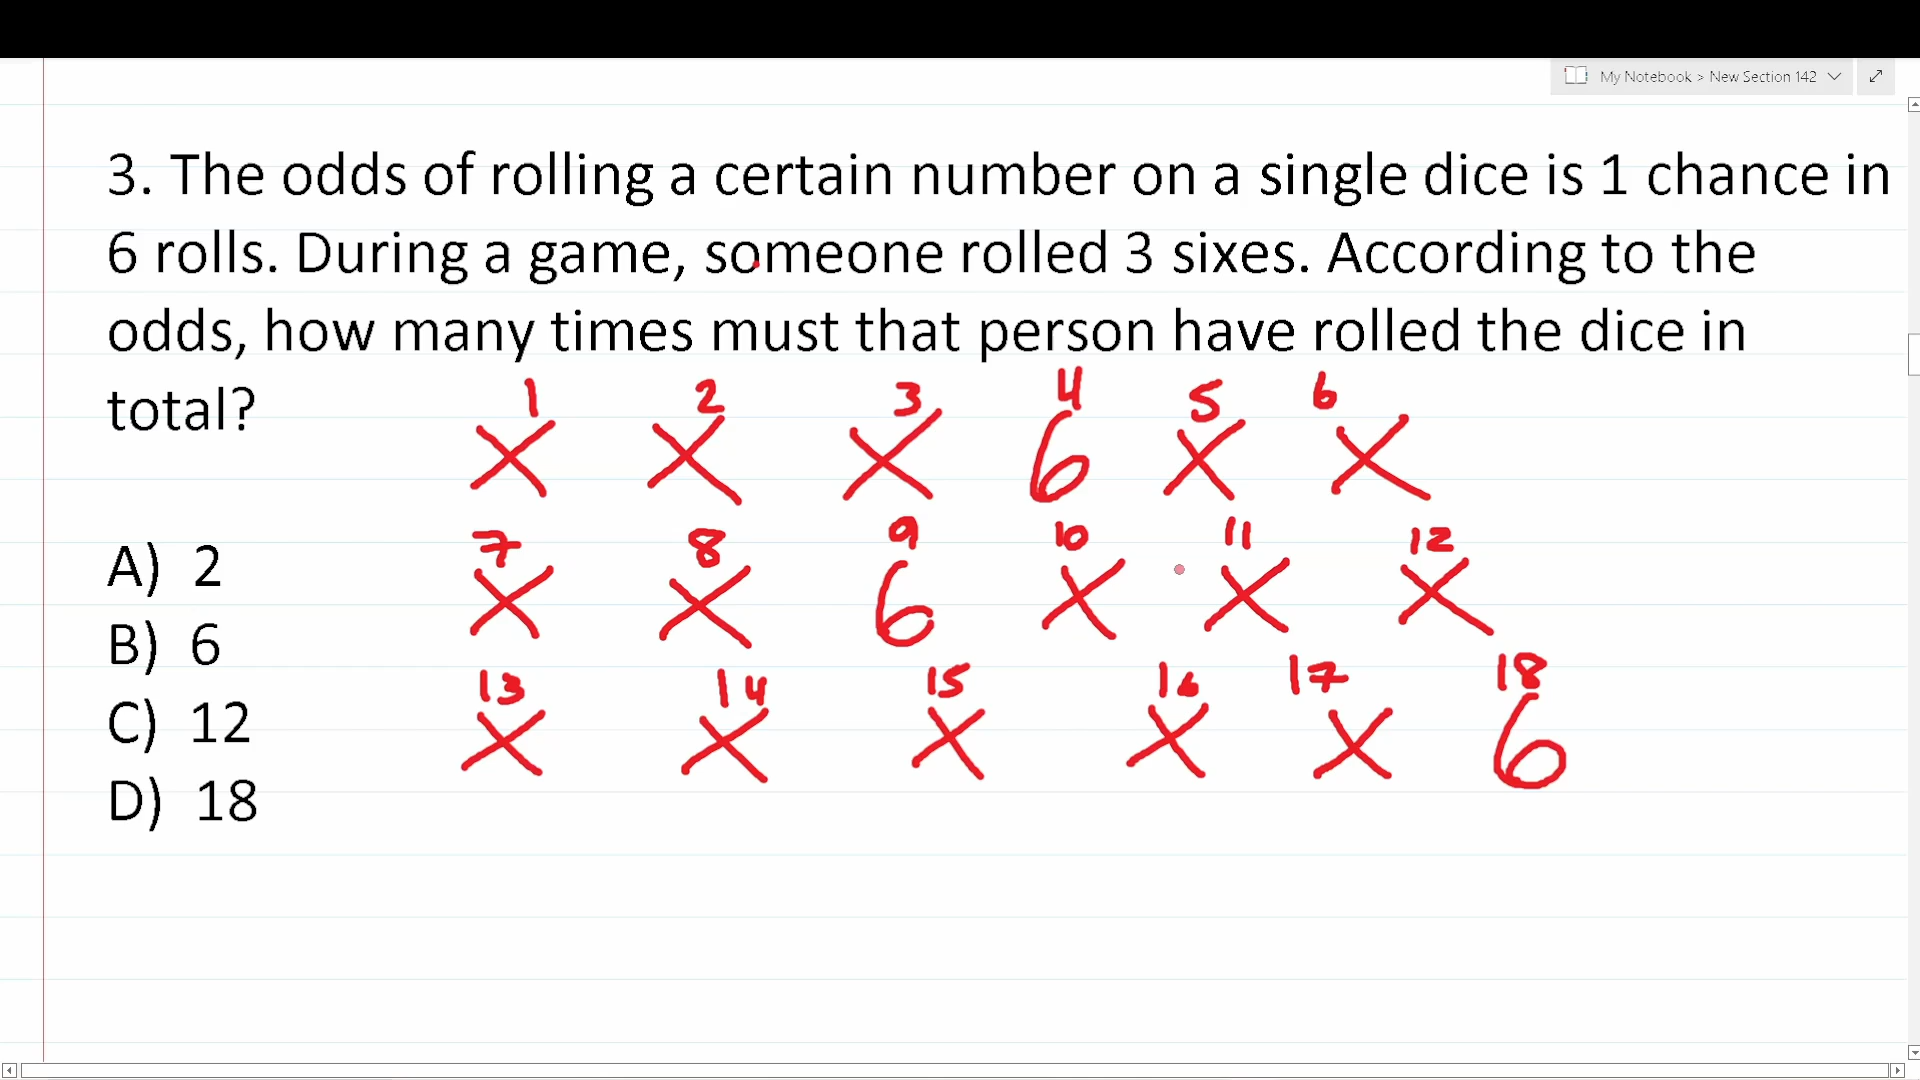 My Notebook > New Section 142
3. The odds of rolling a certain number on a single dice is 1 chance in
6 rolls. During a game, someone rolled 3 sixes. According to the
odds, how many times must that person have rolled the dice in
total?
1 2 3 4 5 6
X X X 6 X X
7 8 9 10 11 12
X X 6 X X X
13 14 15 16 17 18
X X X X X 6
A) 2
B) 6
C) 12
D) 18